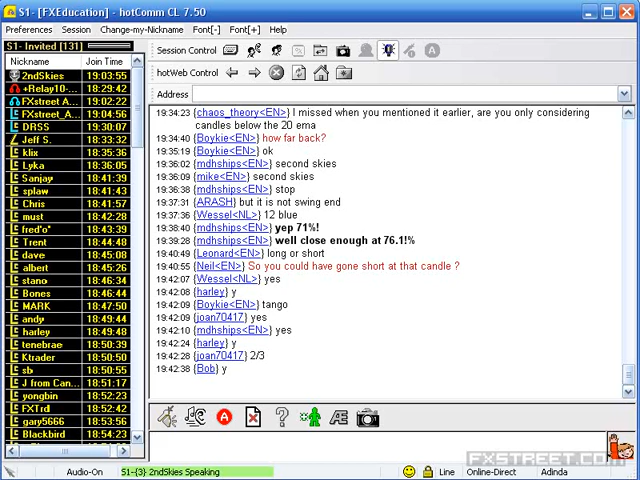 S1- [FXEducation] - hotComm CL 7.50
Preferences Session Change-my-Nickname Font[-] Font[+] Help
S1- Invited [131]
Nickname Join Time
2ndSkies 19:03:55
+Relay10-... 18:29:42
FXstreet A... 19:02:22
FXstreet_A... 19:04:56
DRSS 19:30:07
Jeff S. 18:33:32
klix 18:35:36
Lyka 18:36:05
Sanjay 18:41:39
splaw 18:41:43
Chris 18:41:57
must 18:42:28
fred'o" 18:43:39
Trent 18:44:48
dave 18:45:08
albert 18:45:26
stano 18:46:34
Bones 18:46:44
MARK 18:47:50
andy 18:49:44
harley 18:49:48
tenebrae 18:50:39
Ktrader 18:50:50
sb 18:50:55
J from Can... 18:51:17
yongbin 18:52:23
FXTrd 18:52:42
gary5666 18:53:56
Blackbird 18:54:23
Session Control
hotWeb Control
Address
19:34:23 {chaos_theory<EN>} I missed when you mentioned it earlier, are you only considering
candles below the 20 ema
19:34:40 {Boykie<EN>} how far back?
19:35:19 {Boykie<EN>} ok
19:36:02 {mdhships<EN>} second skies
19:36:09 {mike<EN>} second skies
19:36:38 {mdhships<EN>} stop
19:37:31 {ARASH} but it is not swing end
19:37:36 {Wessel<NL>} 12 blue
19:38:40 {mdhships<EN>} yep 71%!
19:39:28 {mdhships<EN>} well close enough at 76.1!%
19:40:49 {Leonard<EN>} long or short
19:40:55 {Neil<EN>} So you could have gone short at that candle ?
19:42:07 {Wessel<NL>} yes
19:42:08 {harley} y
19:42:09 {Boykie<EN>} tango
19:42:09 {joan70417} yes
19:42:10 {mdhships<EN>} yes
19:42:24 {harley} y
19:42:28 {joan70417} 2/3
19:42:38 {Bob} y
FXSTREET.COM
Audio-On S1-{3} 2ndSkies Speaking Line Online-Direct Adinda